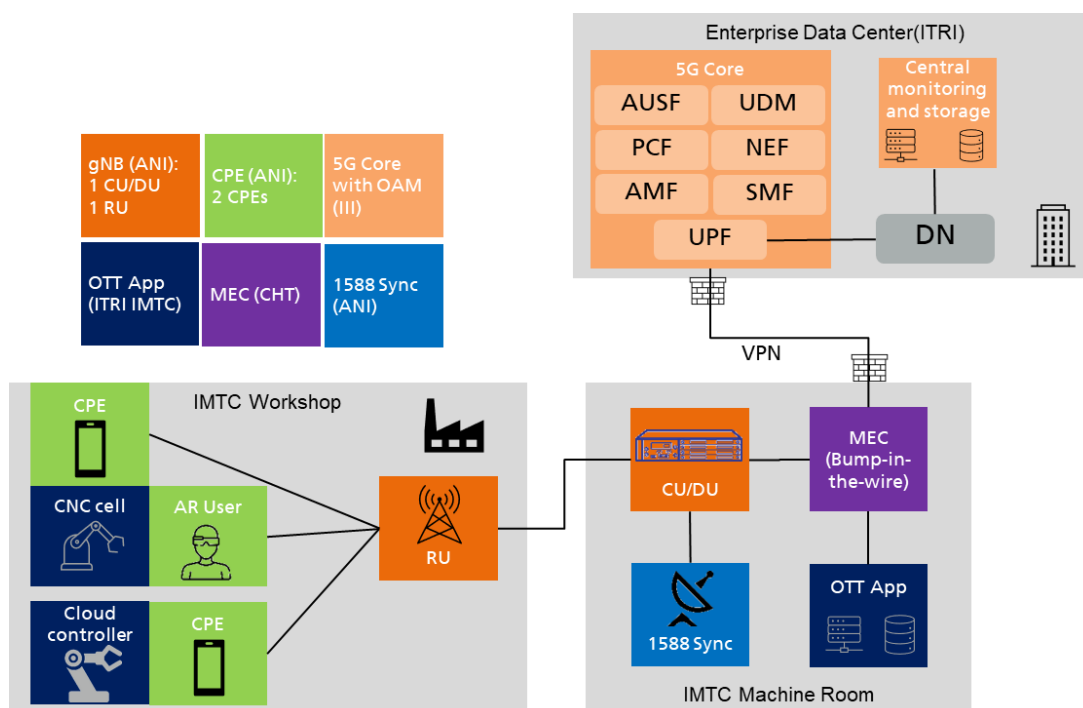 Enterprise Data Center(ITRI)
5G Core
AUSF
UDM
PCF
NEF
AMF
SMF
UPF
Central
monitoring
and storage
DN
gNB (ANI):
1 CU/DU
1 RU
CPE (ANI):
2 CPEs
5G Core
with OAM
(III)
OTT App
(ITRI IMTC)
MEC (CHT)
1588 Sync
(ANI)
VPN
IMTC Workshop
CPE
CNC cell
AR User
Cloud
controller
CPE
RU
CU/DU
MEC
(Bump-in-
the-wire)
1588 Sync
OTT App
IMTC Machine Room